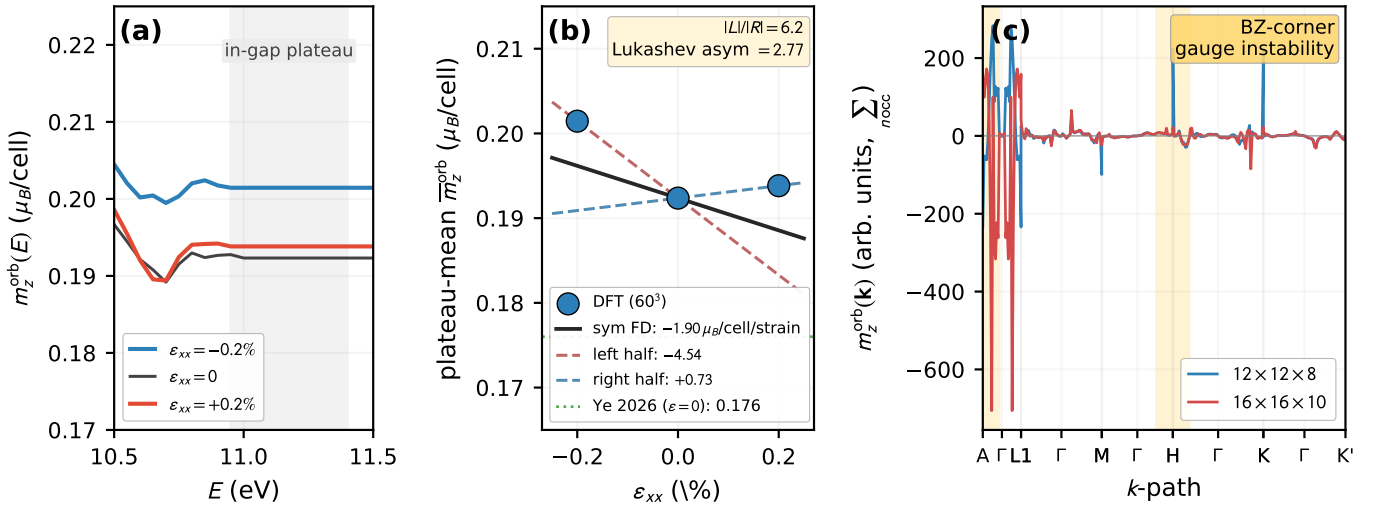 (a)
in-gap plateau
0.22
0.21
0.20
0.19
0.18
0.17
m_z^orb(E) (μ_B/cell)
ε_xx = −0.2%
ε_xx = 0
ε_xx = +0.2%
10.5 11.0 11.5
E (eV)
(b)
|L|/|R| = 6.2
Lukashev asym = 2.77
0.21
0.20
0.19
0.18
0.17
plateau-mean m̅_z^orb (μ_B/cell)
DFT (60³)
sym FD: −1.90 μ_B/cell/strain
left half: −4.54
right half: +0.73
Ye 2026 (ε=0): 0.176
−0.2 0.0 0.2
ε_xx (\%)
(c)
BZ-corner
gauge instability
200
0
−200
−400
−600
m_z^orb(k) (arb. units, Σ_nocc)
12×12×8
16×16×10
A Γ L1 Γ M Γ H Γ K Γ K'
k-path